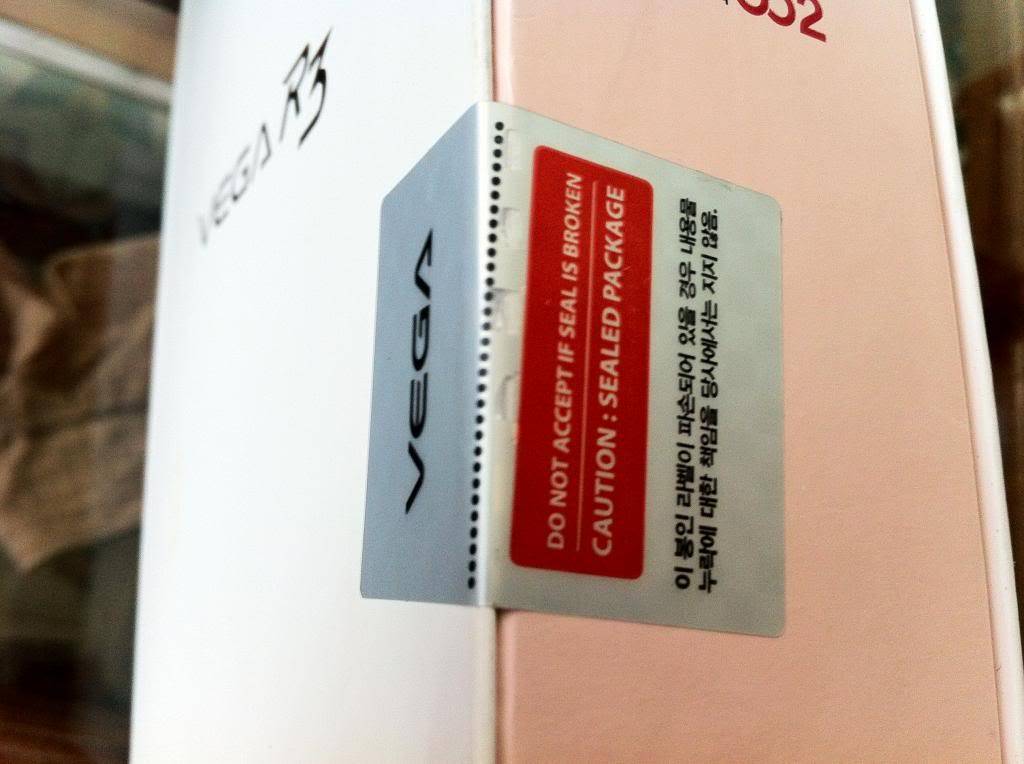 VEGA R3
VEGA
DO NOT ACCEPT IF SEAL IS BROKEN
CAUTION : SEALED PACKAGE
이 봉인 라벨이 파손되어 있을 경우 내용물
누락에 대한 책임을 당사에서는 지지 않음.